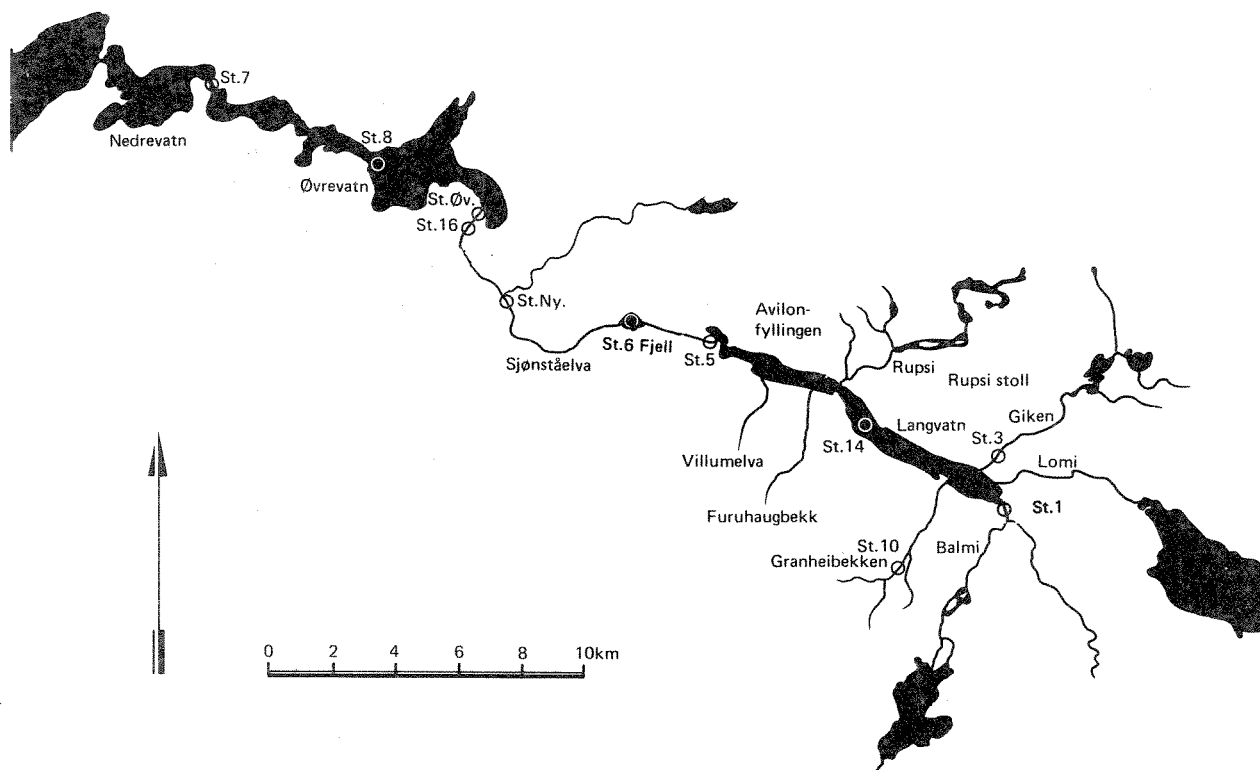 St.7
Nedrevatn
St.8
Øvrevatn
St.Øv.
St.16
St.Ny.
Sjønståelva
St.6 Fjell
St.5
Avilon-
fyllingen
Rupsi
Rupsi stoll
Giken
Langvatn
St.14
St.3
Lomi
Villumelva
Furuhaugbekk
St.1
St.10
Granheibekken
Balmi
0 2 4 6 8 10km